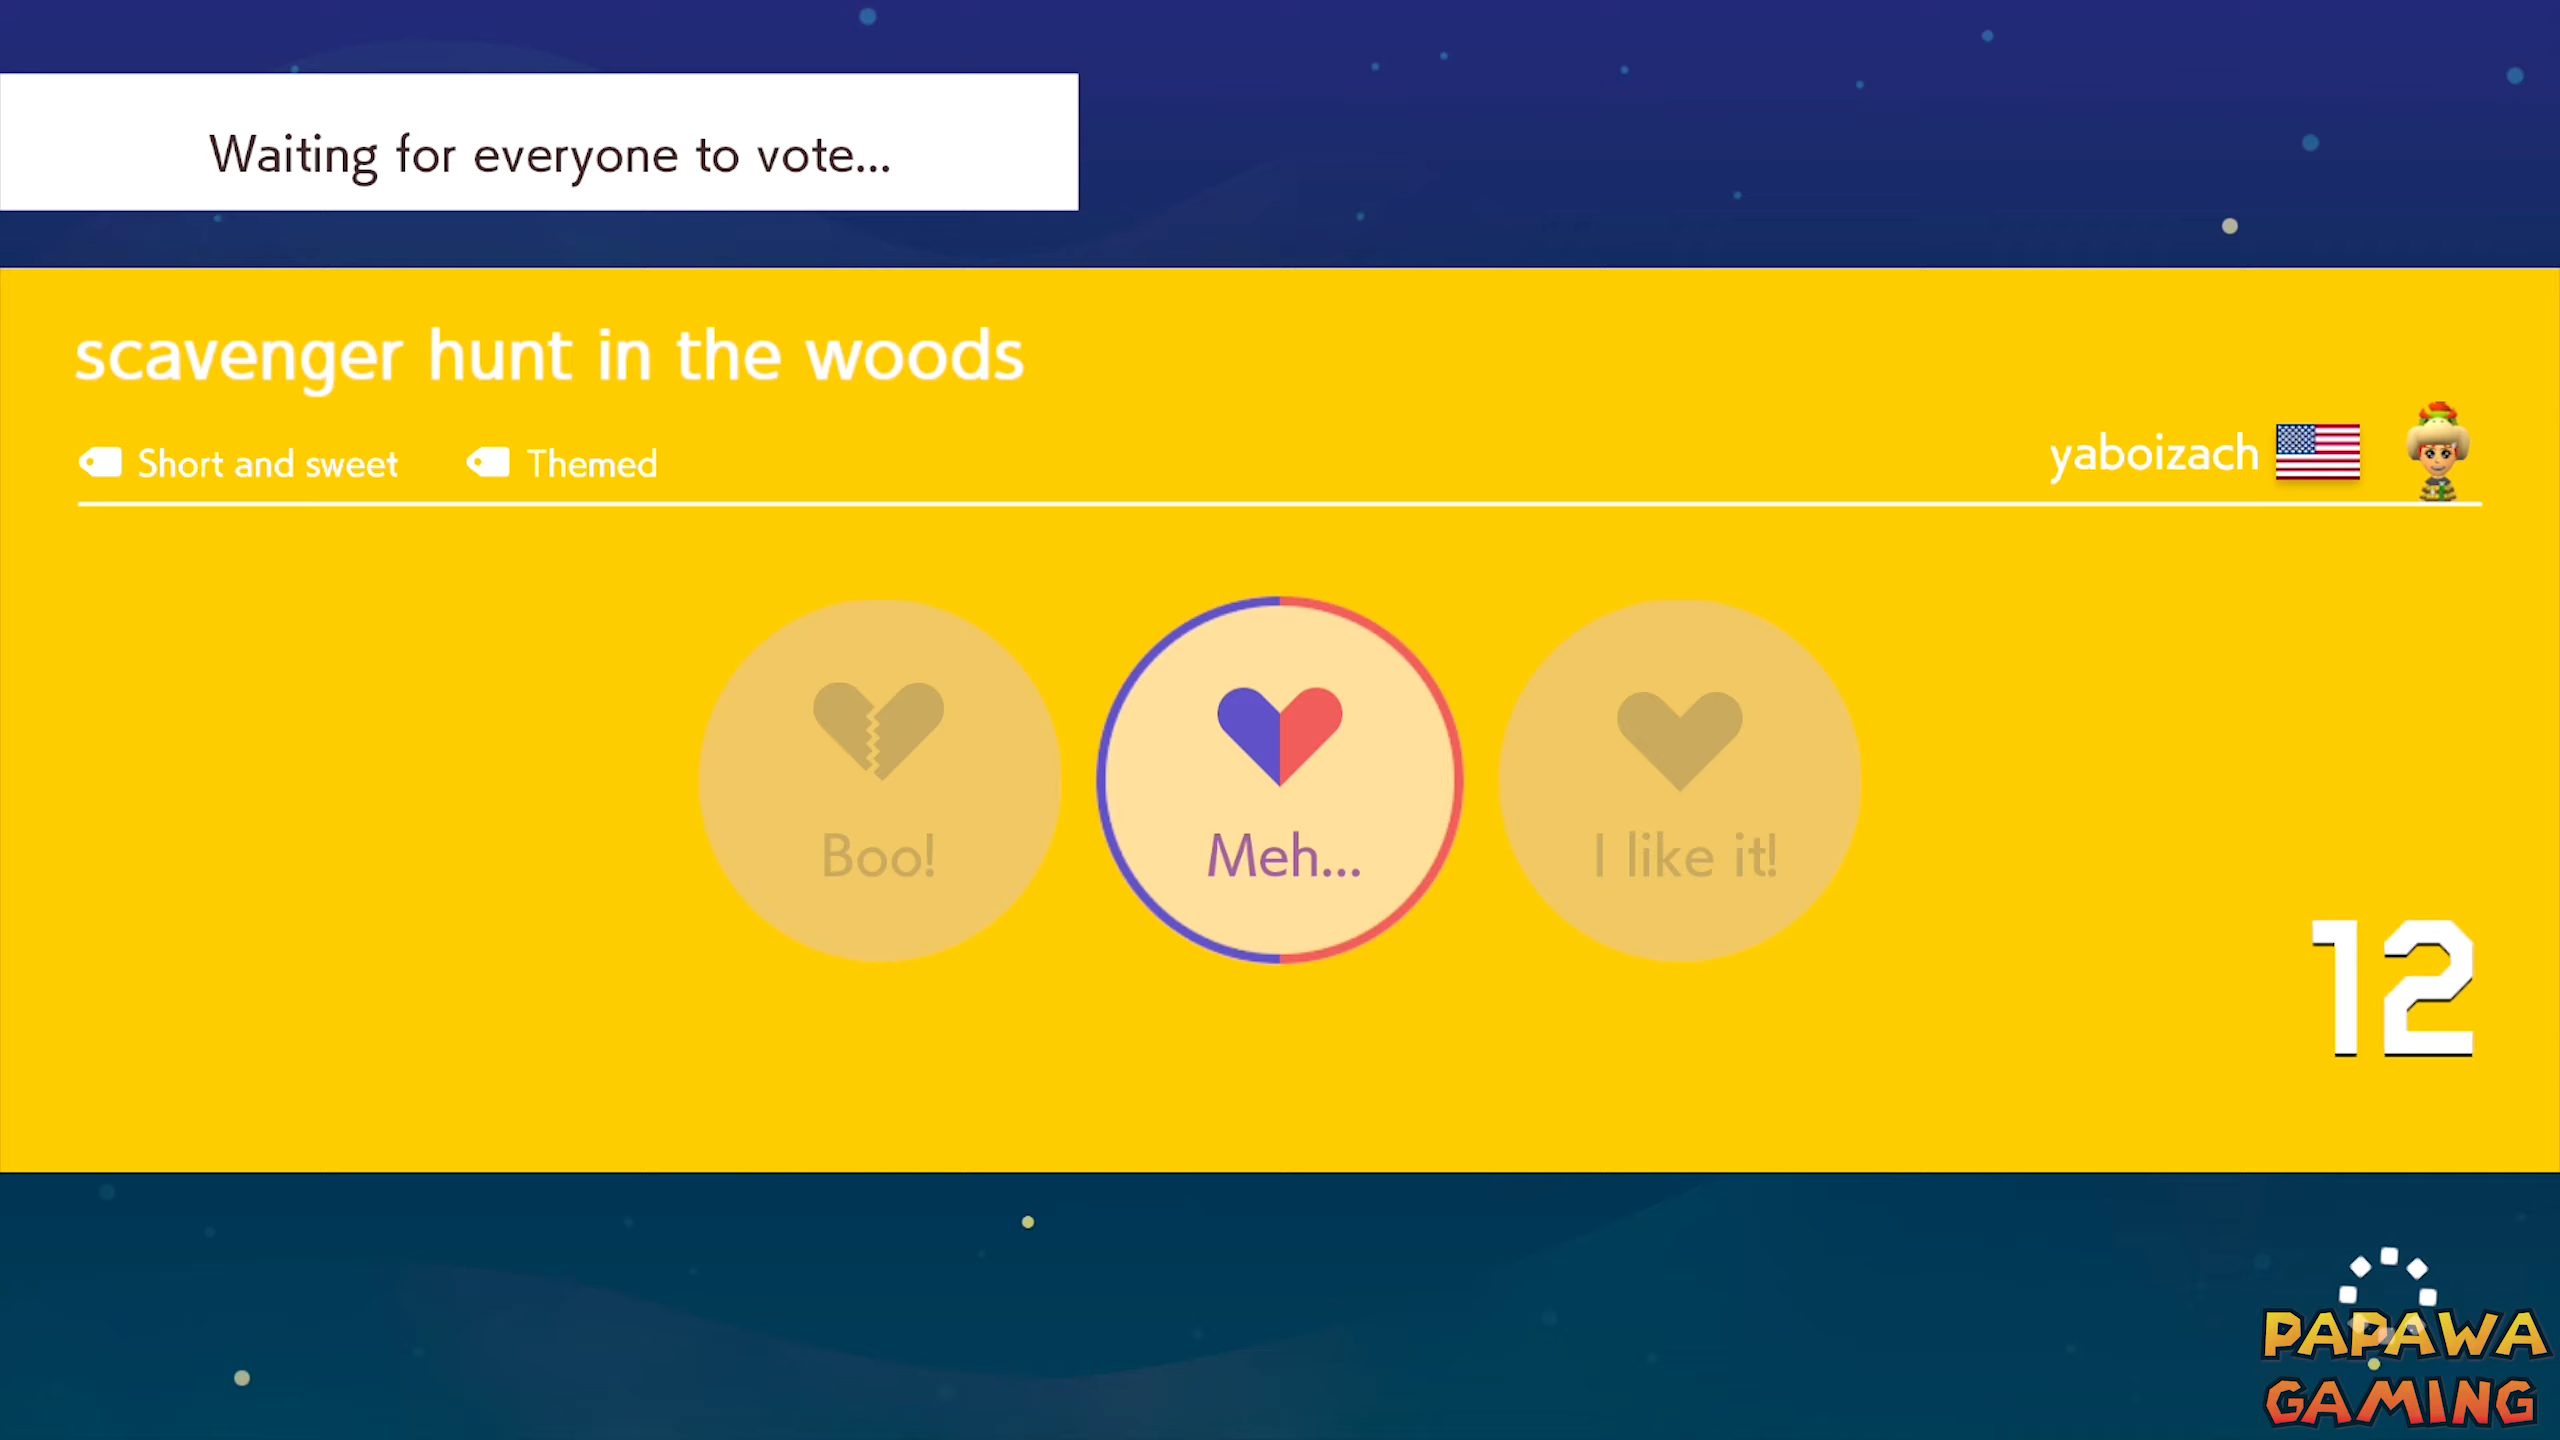 Waiting for everyone to vote...
scavenger hunt in the woods
Short and sweet
Themed
yaboizach
Boo!
Meh...
I like it!
12
PAPAWA
GAMING